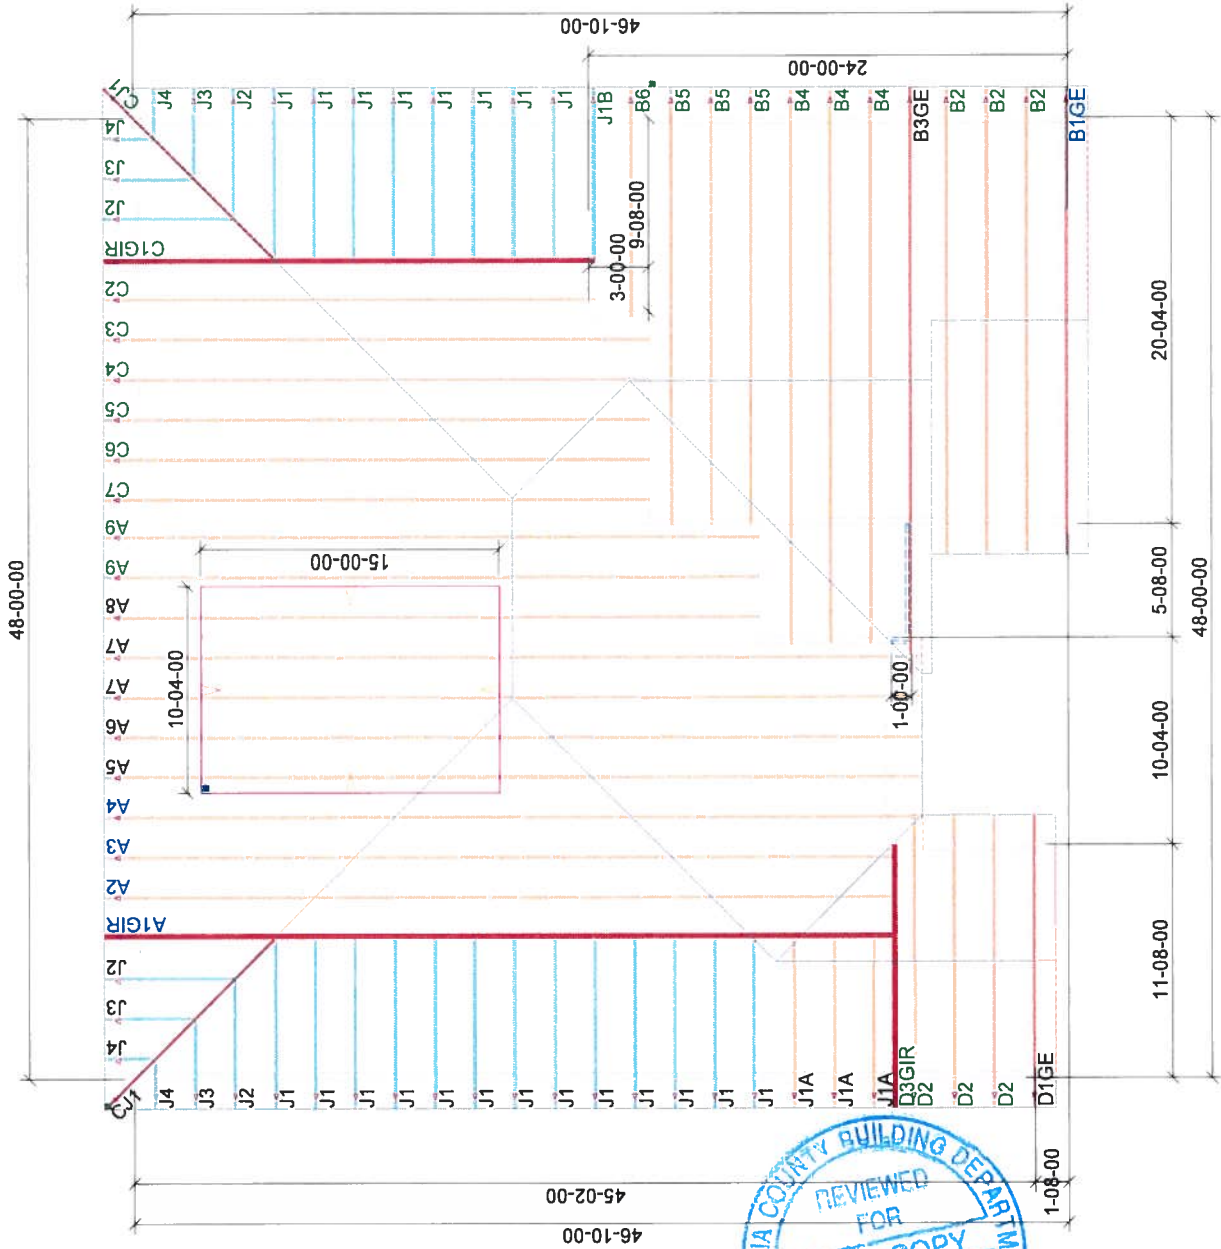 46-10-00
24-00-00
48-00-00
CJ1
J4
J3
J2
C1GIR
C2
C3
C4
C5
C6
C7
A9
A9
A8
A7
A7
A6
A5
A4
A3
A2
A1GIR
J2
J3
J4
CJ1
J4
J3
J2
J1
J1
J1
J1
J1
J1
J1
J1
J1B
B6
B5
B5
B5
B4
B4
B4
B3GE
B2
B2
B2
B1GE
3-00-00
9-08-00
15-00-00
10-04-00
1-00-00
20-04-00
5-08-00
48-00-00
10-04-00
11-08-00
J4
J3
J2
J1
J1
J1
J1
J1
J1
J1
J1
J1
J1
J1
J1
J1
J1A
J1A
J1A
D3GIR
D2
D2
D2
D1GE
1-08-00
45-02-00
46-10-00
COUNTY BUILDING
REVIEWED
FOR
COPY